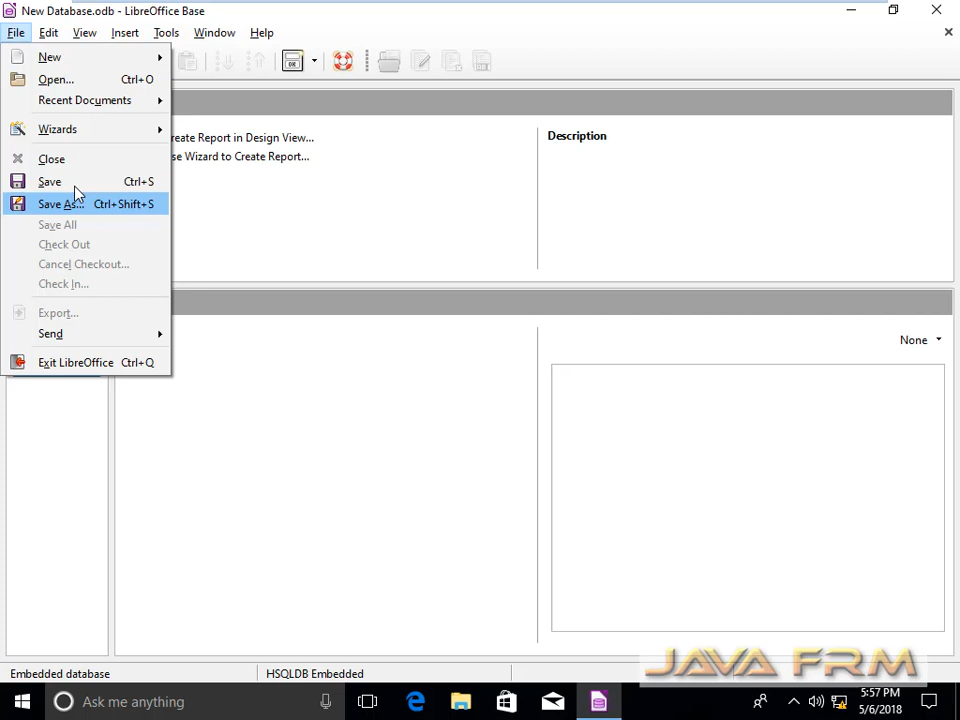 New Database.odb - LibreOffice Base
File Edit View Insert Tools Window Help
New
Open... Ctrl+O
Recent Documents
Wizards
Close
Save Ctrl+S
Save As... Ctrl+Shift+S
Save All
Check Out
Cancel Checkout...
Check In...
Export...
Send
Exit LibreOffice Ctrl+Q
reate Report in Design View...
se Wizard to Create Report...
Description
None
Embedded database
HSQLDB Embedded
JAVA FRM
Ask me anything
5:57 PM
5/6/2018